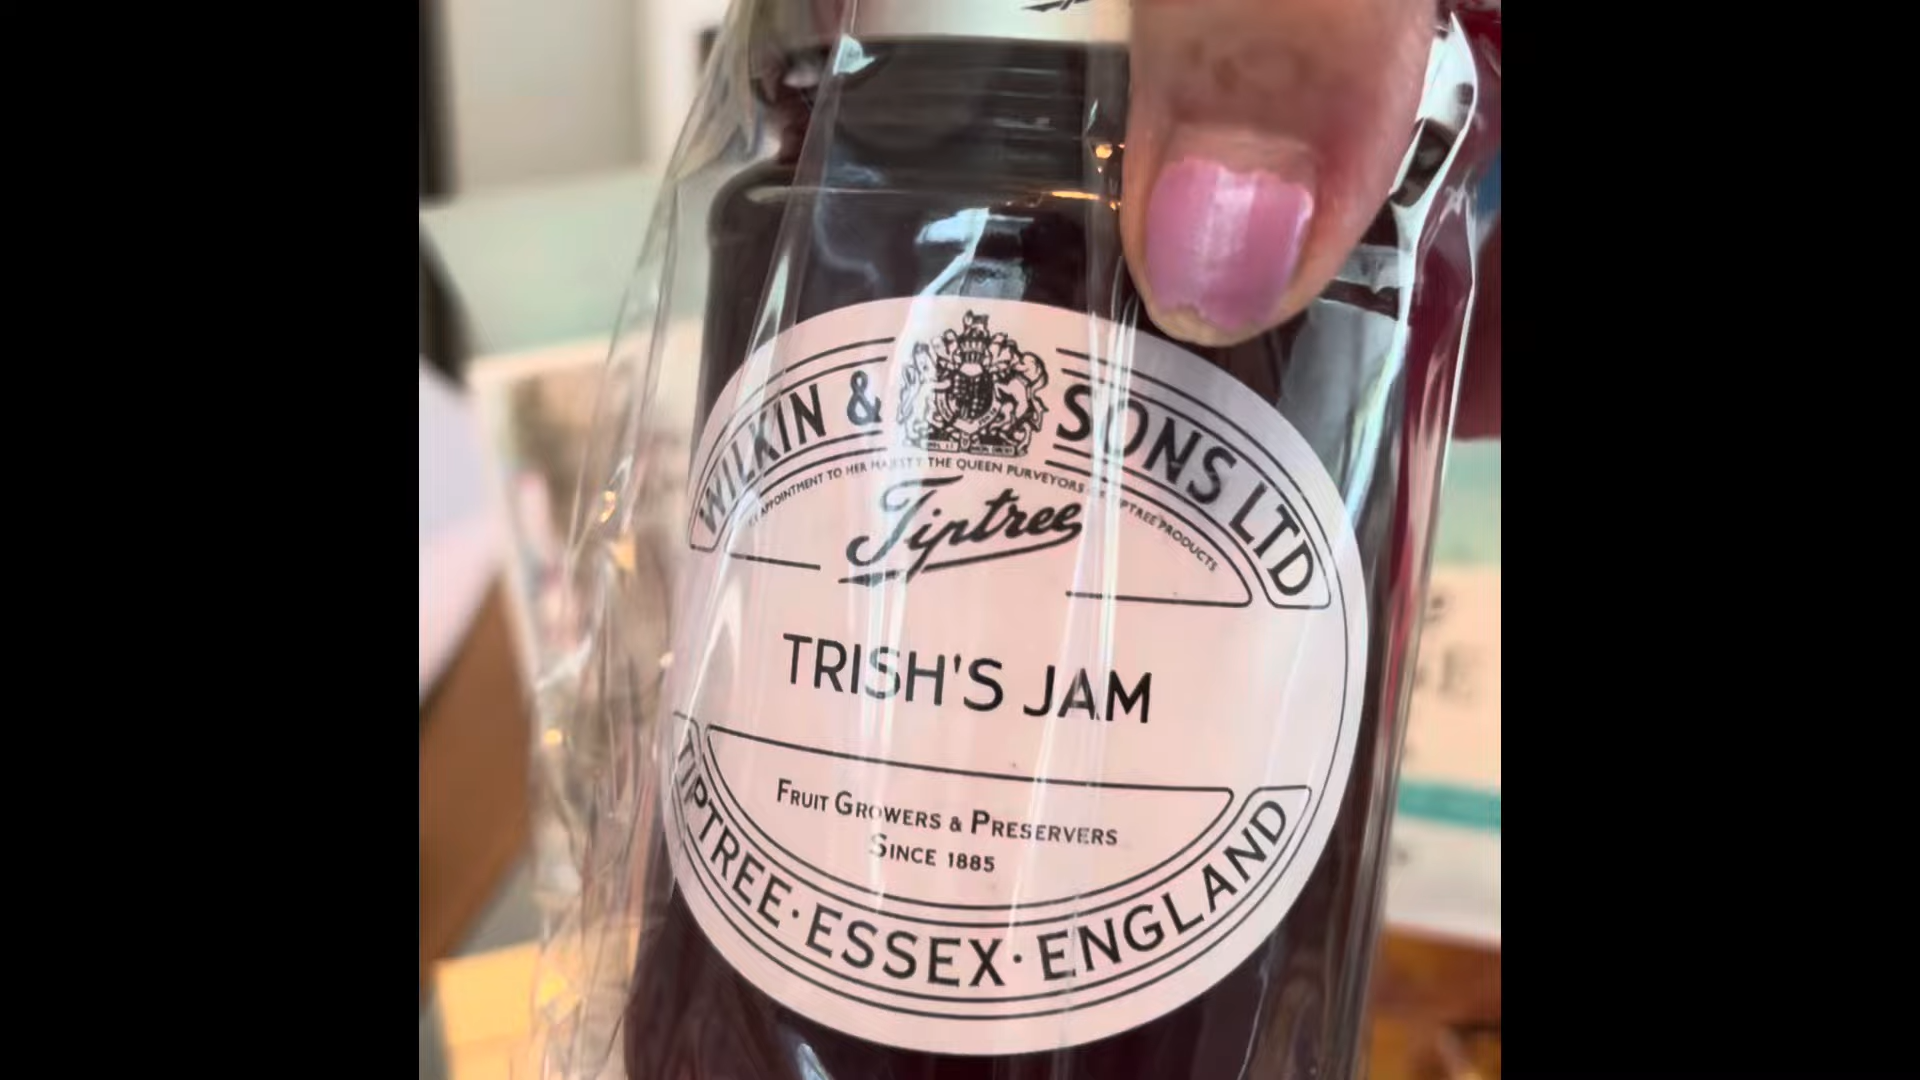 WILKIN & SONS LTD
APPOINTMENT TO HER MAJESTY THE QUEEN PURVEYORS TIPTREE PRODUCTS
Tiptree
TRISH'S JAM
FRUIT GROWERS & PRESERVERS
SINCE 1885
TIPTREE · ESSEX · ENGLAND